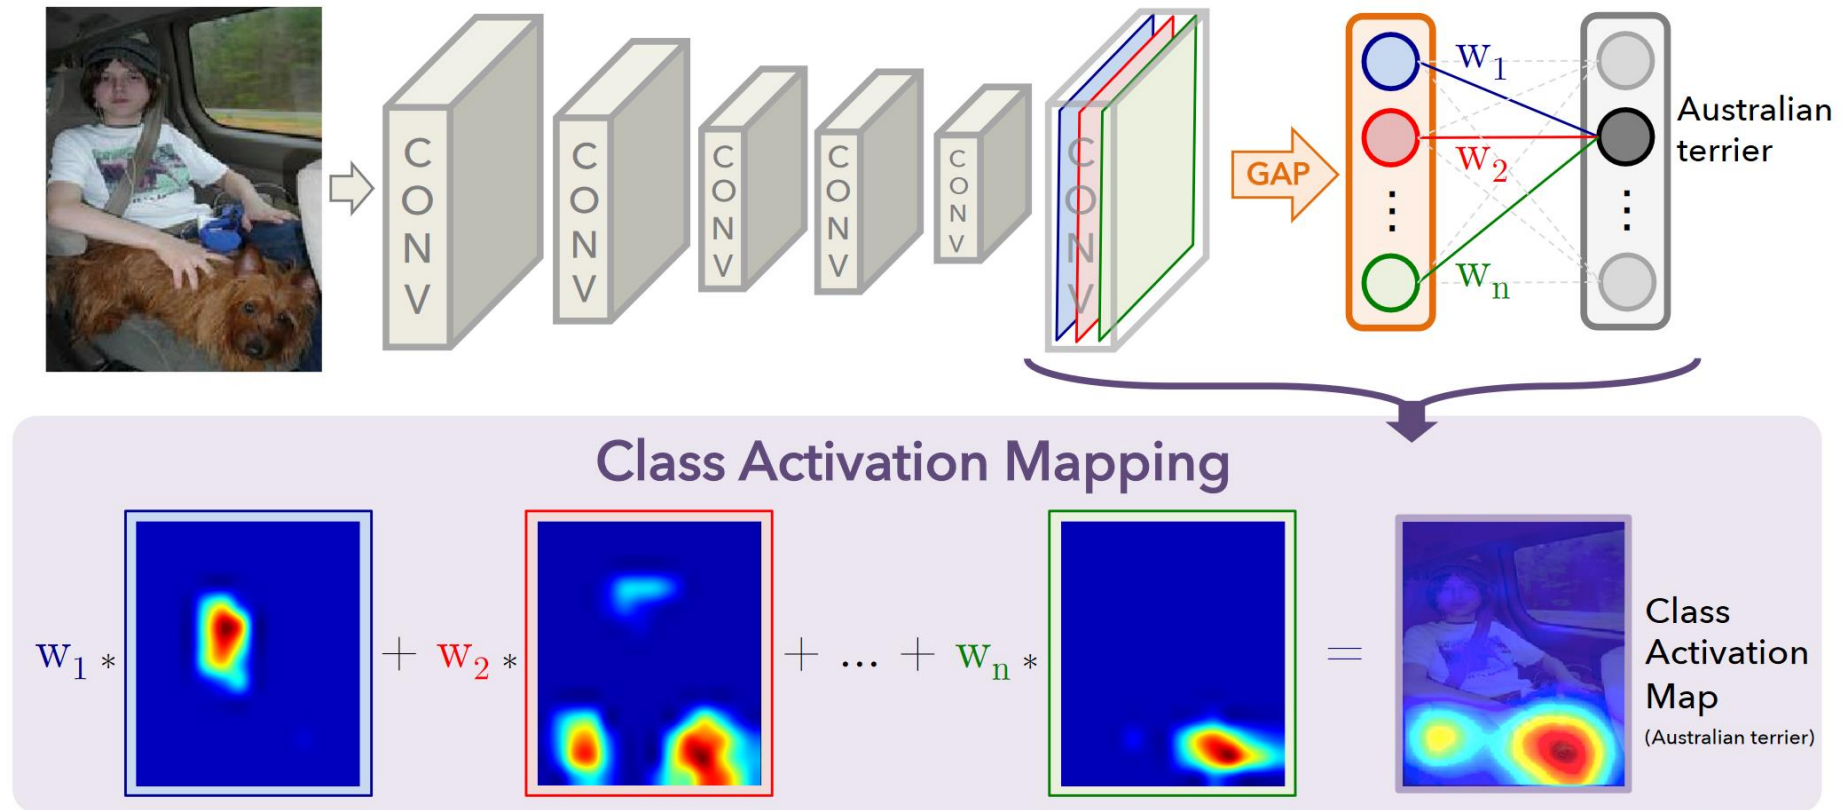 CONV
CONV
CONV
CONV
CONV
CONV
GAP
w1
w2
⋮
wn
⋮
Australian
terrier
Class Activation Mapping
w1 * + w2 * + ... + wn * =
Class
Activation
Map
(Australian terrier)